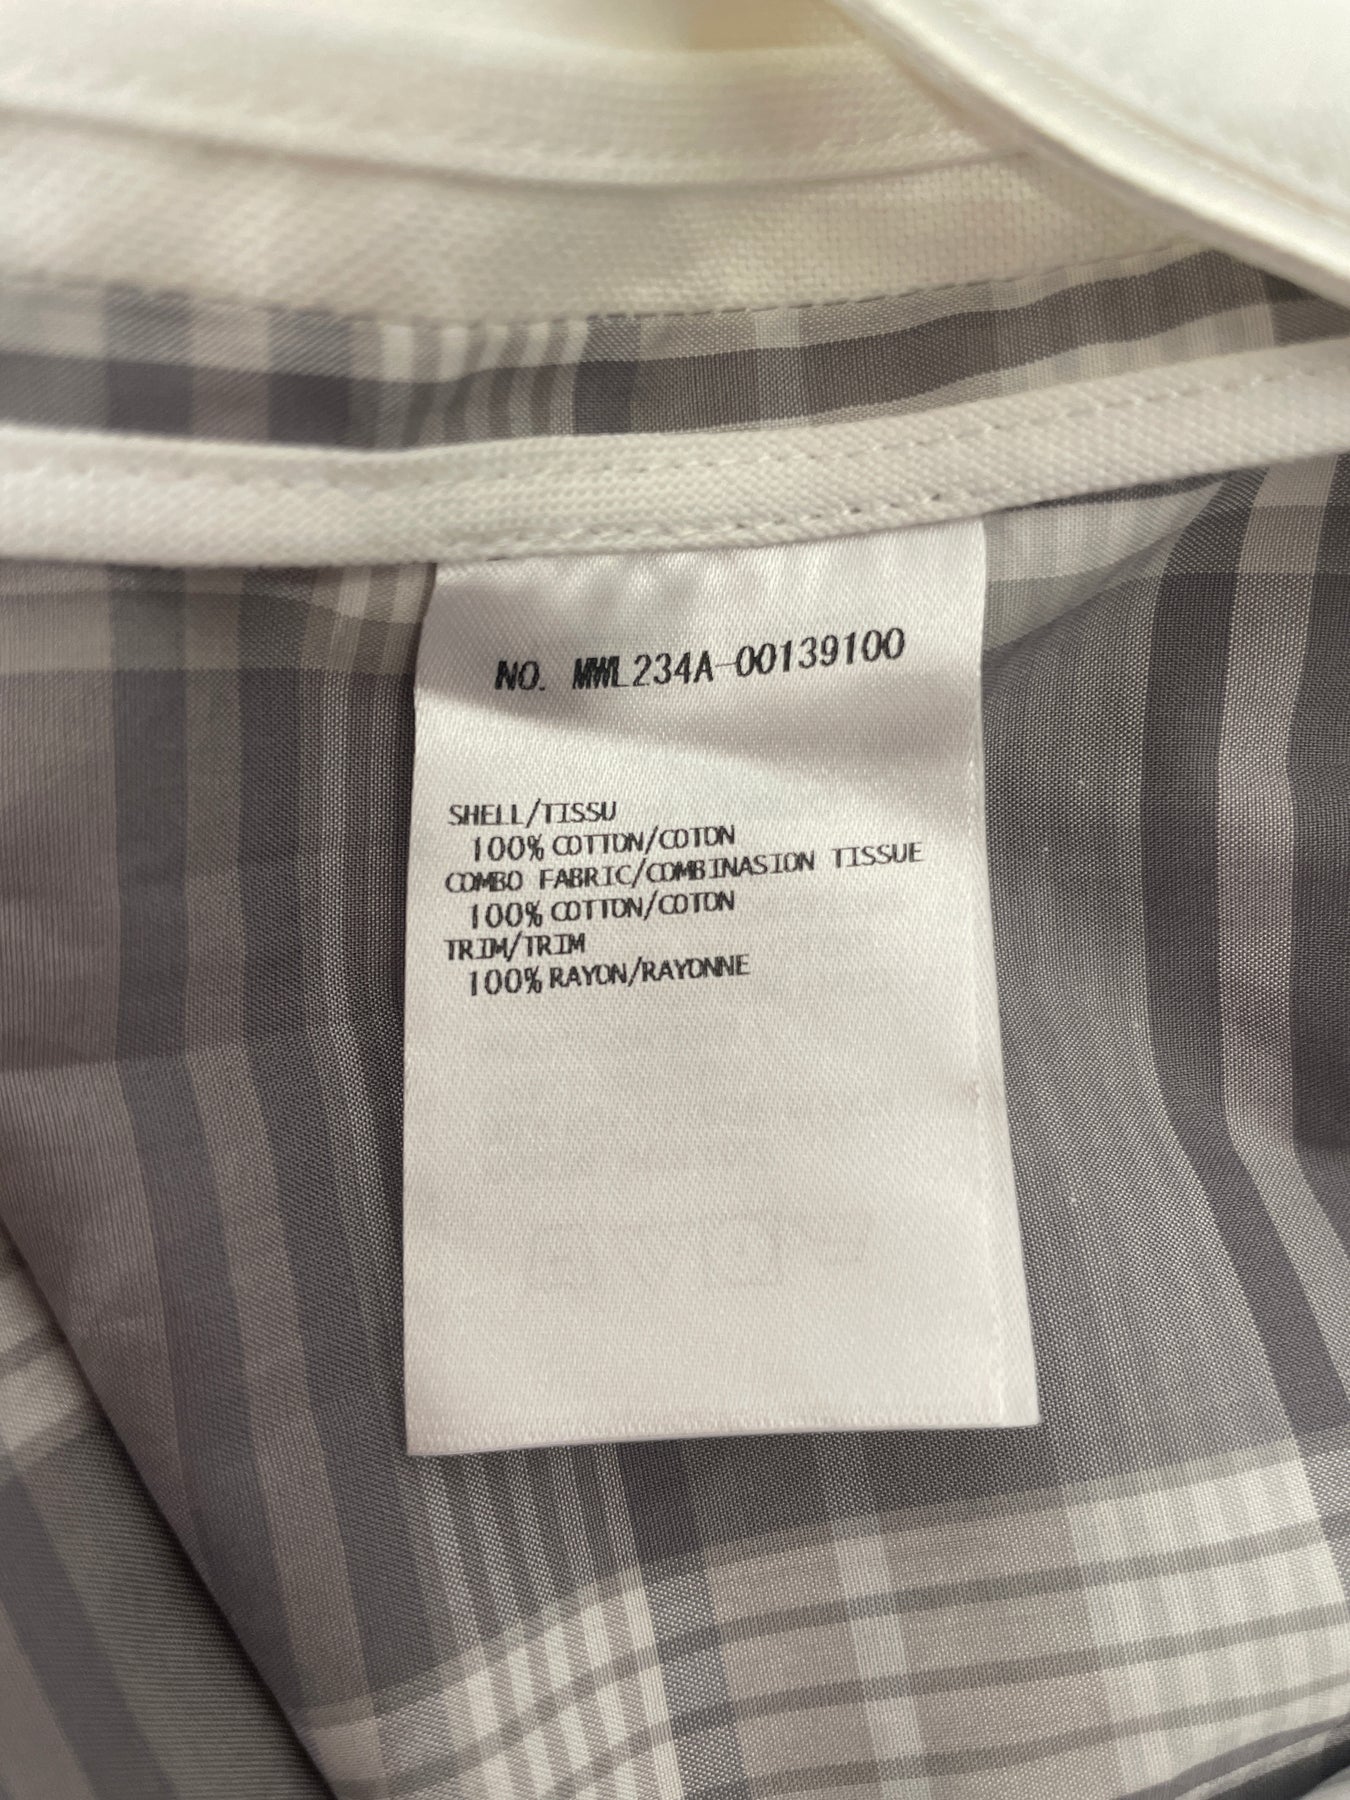 NO. MWL234A-00139100
SHELL/TISSU
100% COTTON/COTON
COMBO FABRIC/COMBINASION TISSUE
100% COTTON/COTON
TRIM/TRIM
100% RAYON/RAYONNE